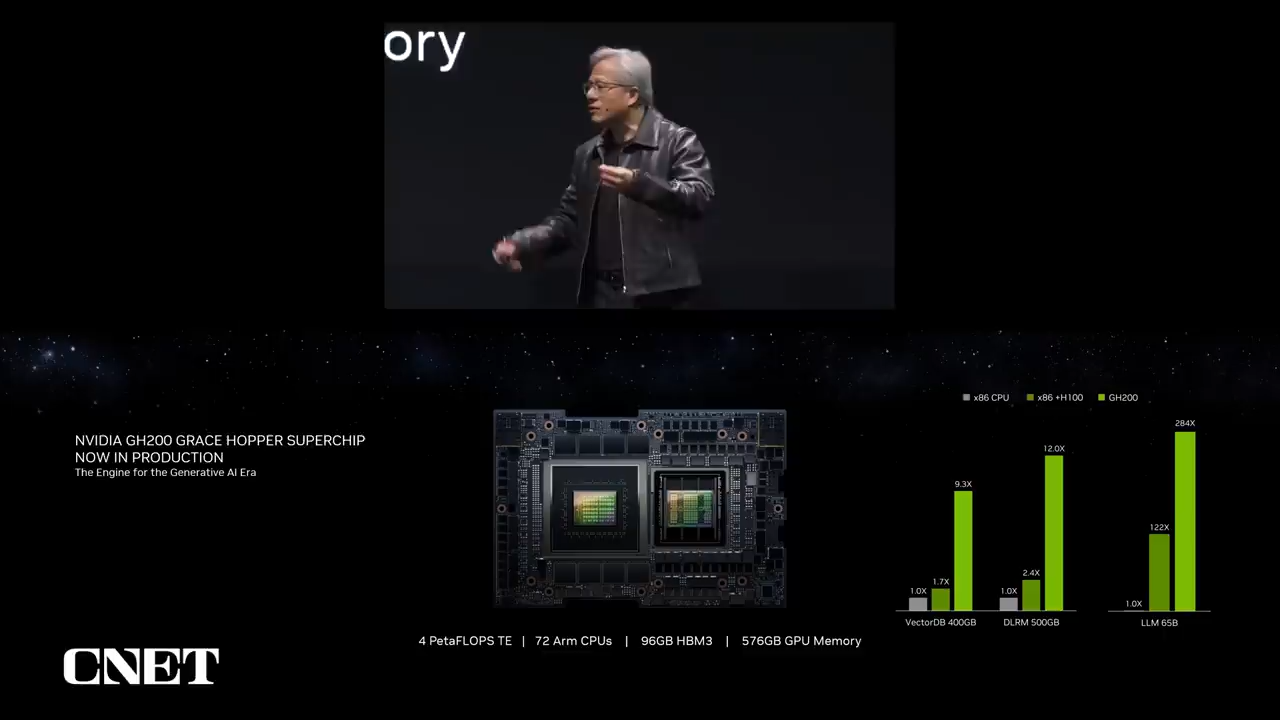 ory
NVIDIA GH200 GRACE HOPPER SUPERCHIP
NOW IN PRODUCTION
The Engine for the Generative AI Era
x86 CPU x86 +H100 GH200
1.0X 1.7X 9.3X
1.0X 2.4X 12.0X
1.0X 122X 284X
VectorDB 400GB DLRM 500GB LLM 65B
4 PetaFLOPS TE | 72 Arm CPUs | 96GB HBM3 | 576GB GPU Memory
CNET